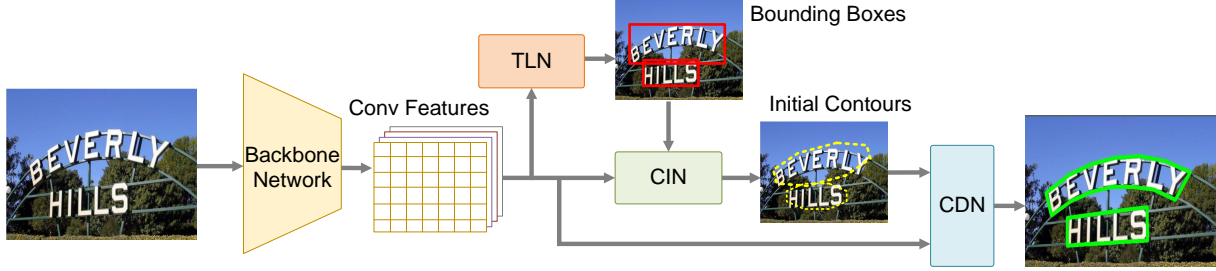 BEVERLY
HILLS
Backbone
Network
Conv Features
TLN
Bounding Boxes
BEVERLY
HILLS
CIN
Initial Contours
BEVERLY
HILLS
CDN
BEVERLY
HILLS